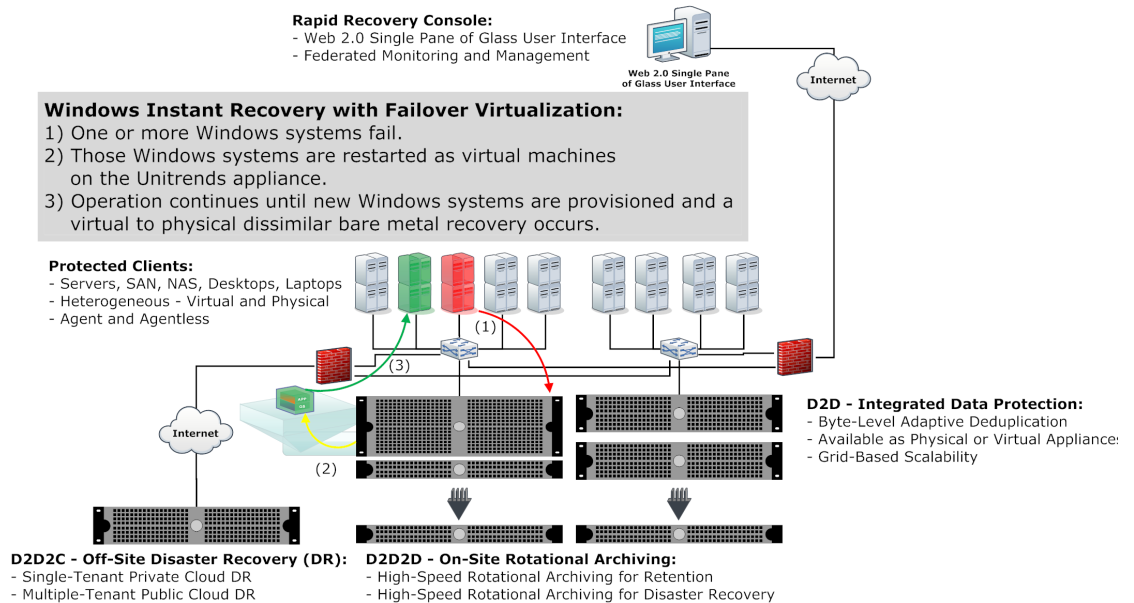 Rapid Recovery Console:
- Web 2.0 Single Pane of Glass User Interface
- Federated Monitoring and Management
Web 2.0 Single Pane
of Glass User Interface
Internet
Windows Instant Recovery with Failover Virtualization:
1) One or more Windows systems fail.
2) Those Windows systems are restarted as virtual machines
on the Unitrends appliance.
3) Operation continues until new Windows systems are provisioned and a
virtual to physical dissimilar bare metal recovery occurs.
Protected Clients:
- Servers, SAN, NAS, Desktops, Laptops
- Heterogeneous - Virtual and Physical
- Agent and Agentless
(1)
(3)
APP
OS
Internet
(2)
D2D - Integrated Data Protection:
- Byte-Level Adaptive Deduplication
- Available as Physical or Virtual Appliances
- Grid-Based Scalability
D2D2C - Off-Site Disaster Recovery (DR):
- Single-Tenant Private Cloud DR
- Multiple-Tenant Public Cloud DR
D2D2D - On-Site Rotational Archiving:
- High-Speed Rotational Archiving for Retention
- High-Speed Rotational Archiving for Disaster Recovery